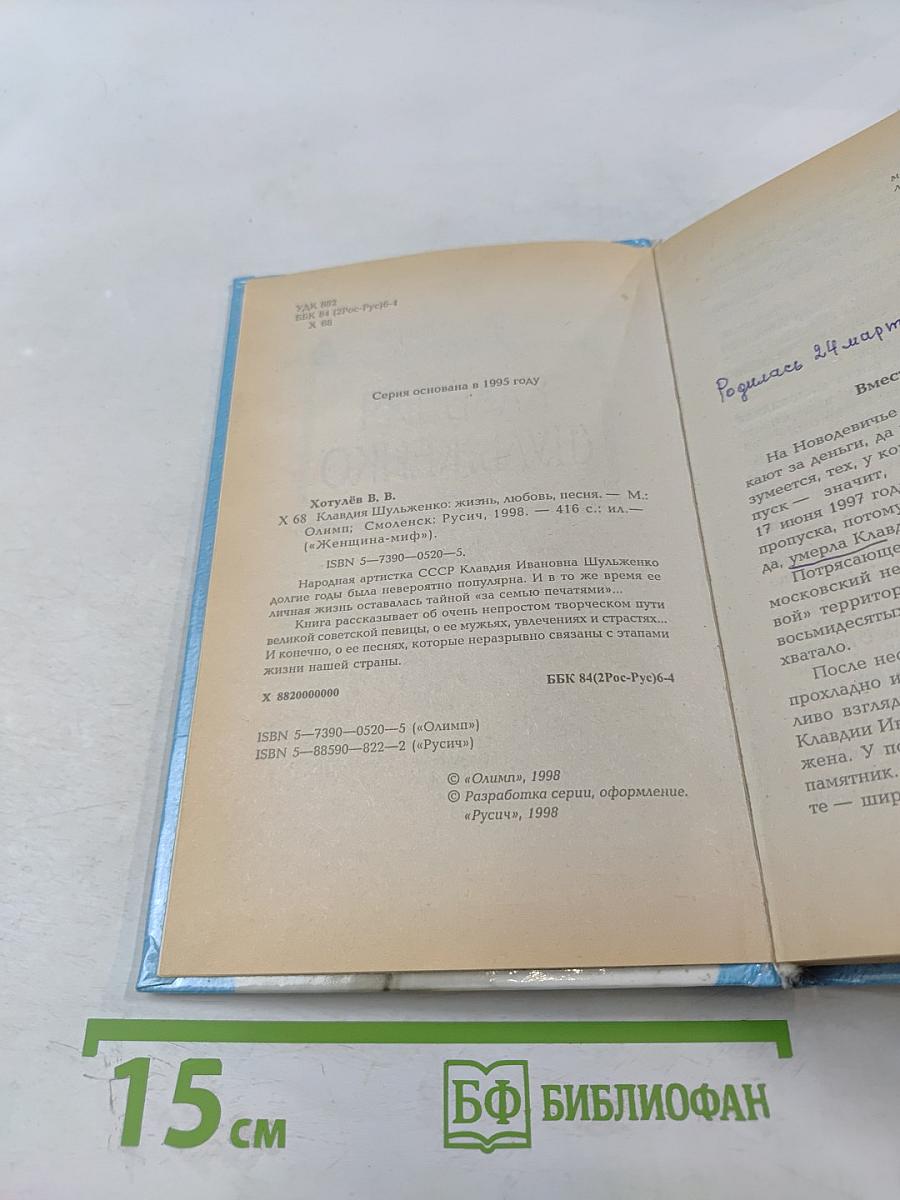 УДК 882
ББК 84 (2Рос-Рус)6-4
Х 68
Серия основана в 1995 году
Хотулёв В. В.
Х 68 Клавдия Шульженко: жизнь, любовь, песня. — М.:
Олимп; Смоленск: Русич, 1998. — 416 с.: ил.—
(«Женщина-миф»).
ISBN 5—7390—0520—5.
Народная артистка СССР Клавдия Ивановна Шульженко
долгие годы была невероятно популярна. И в то же время ее
личная жизнь оставалась тайной «за семью печатями»...
Книга рассказывает об очень непростом творческом пути
великой советской певицы, о ее мужьях, увлечениях и страстях...
И конечно, о ее песнях, которые неразрывно связаны с этапами
жизни нашей страны.
Х 8820000000
ББК 84(2Рос-Рус)6-4
ISBN 5—7390—0520—5 («Олимп»)
ISBN 5—88590—822—2 («Русич»)
© «Олимп», 1998
© Разработка серии, оформление.
«Русич», 1998
Родилась 24 март
Вмест
На Новодевичье
кают за деньги, да
зумеется, тех, у ко
пуск — значит,
17 июня 1997 год
пропуска, потому
да, умерла Клавд
Потрясающе
московский не
вой» территор
восьмидесятых
хватало.
После нес
прохладно и
ливо взгляд
Клавдии Ив
жена. У по
памятник.
те — шир
15 см
БФ БИБЛИОФАН